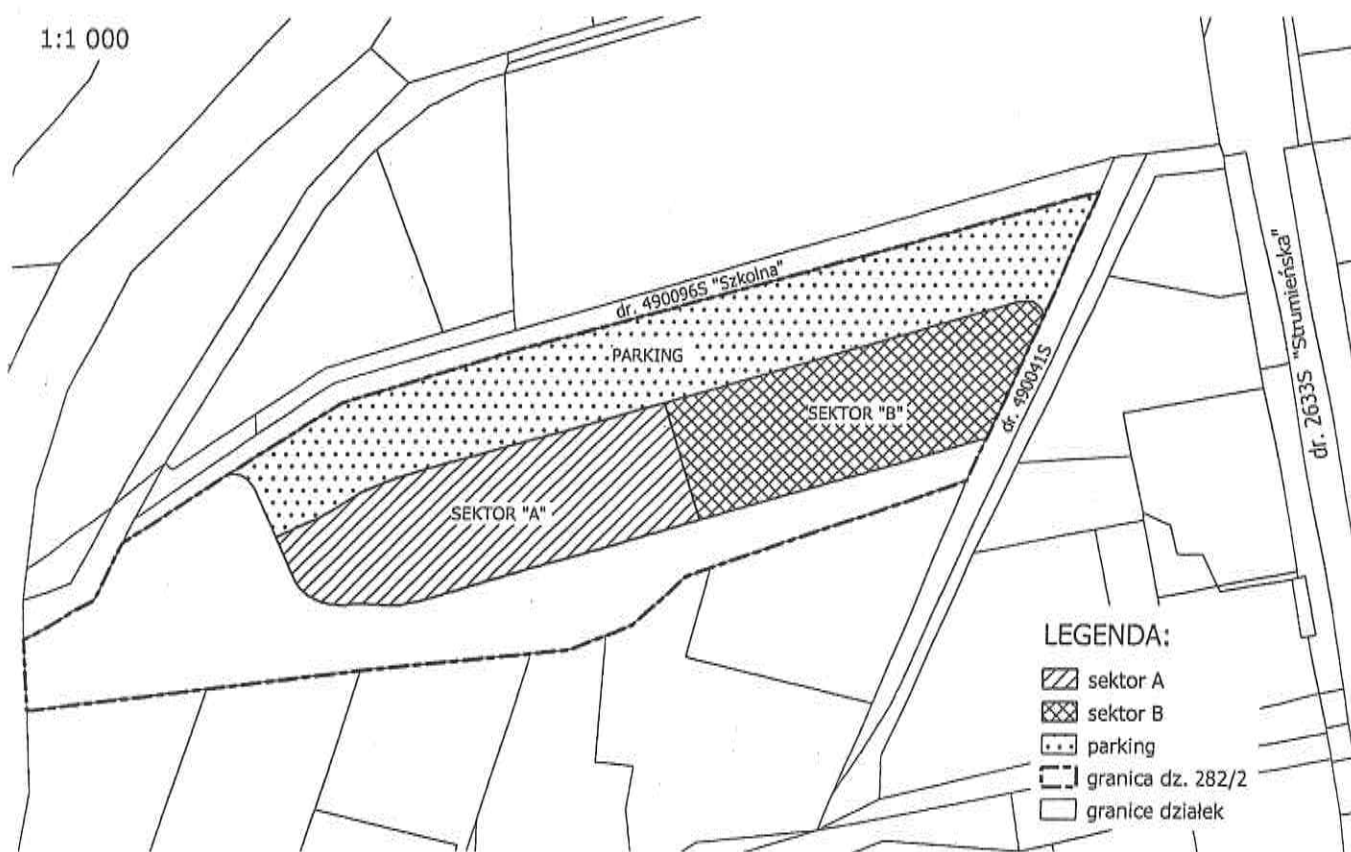 1:1 000
dr. 490096S "Szkolna"
PARKING
SEKTOR "B"
SEKTOR "A"
dr. 490041S
dr. 2633S "Strumieńska"
LEGENDA:
sektor A
sektor B
parking
granica dz. 282/2
granice działek